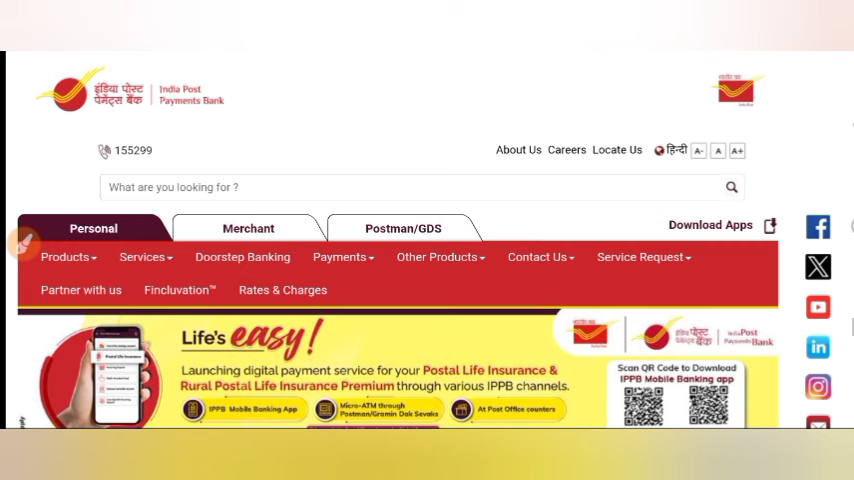 इंडिया पोस्ट
पेमेंट्स बैंक
India Post
Payments Bank
155299
About Us Careers Locate Us हिन्दी A- A A+
What are you looking for ?
Personal Merchant Postman/GDS Download Apps
Products Services Doorstep Banking Payments Other Products Contact Us Service Request
Partner with us Fincluvation™ Rates & Charges
Life's easy!
इंडिया पोस्ट
पेमेंट्स बैंक
India Post
Payments Bank
Launching digital payment service for your Postal Life Insurance &
Rural Postal Life Insurance Premium through various IPPB channels.
Scan QR Code to Download
IPPB Mobile Banking app
IPPB Mobile Banking App
Micro-ATM through
Postman/Gramin Dak Sevaks
At Post Office counters